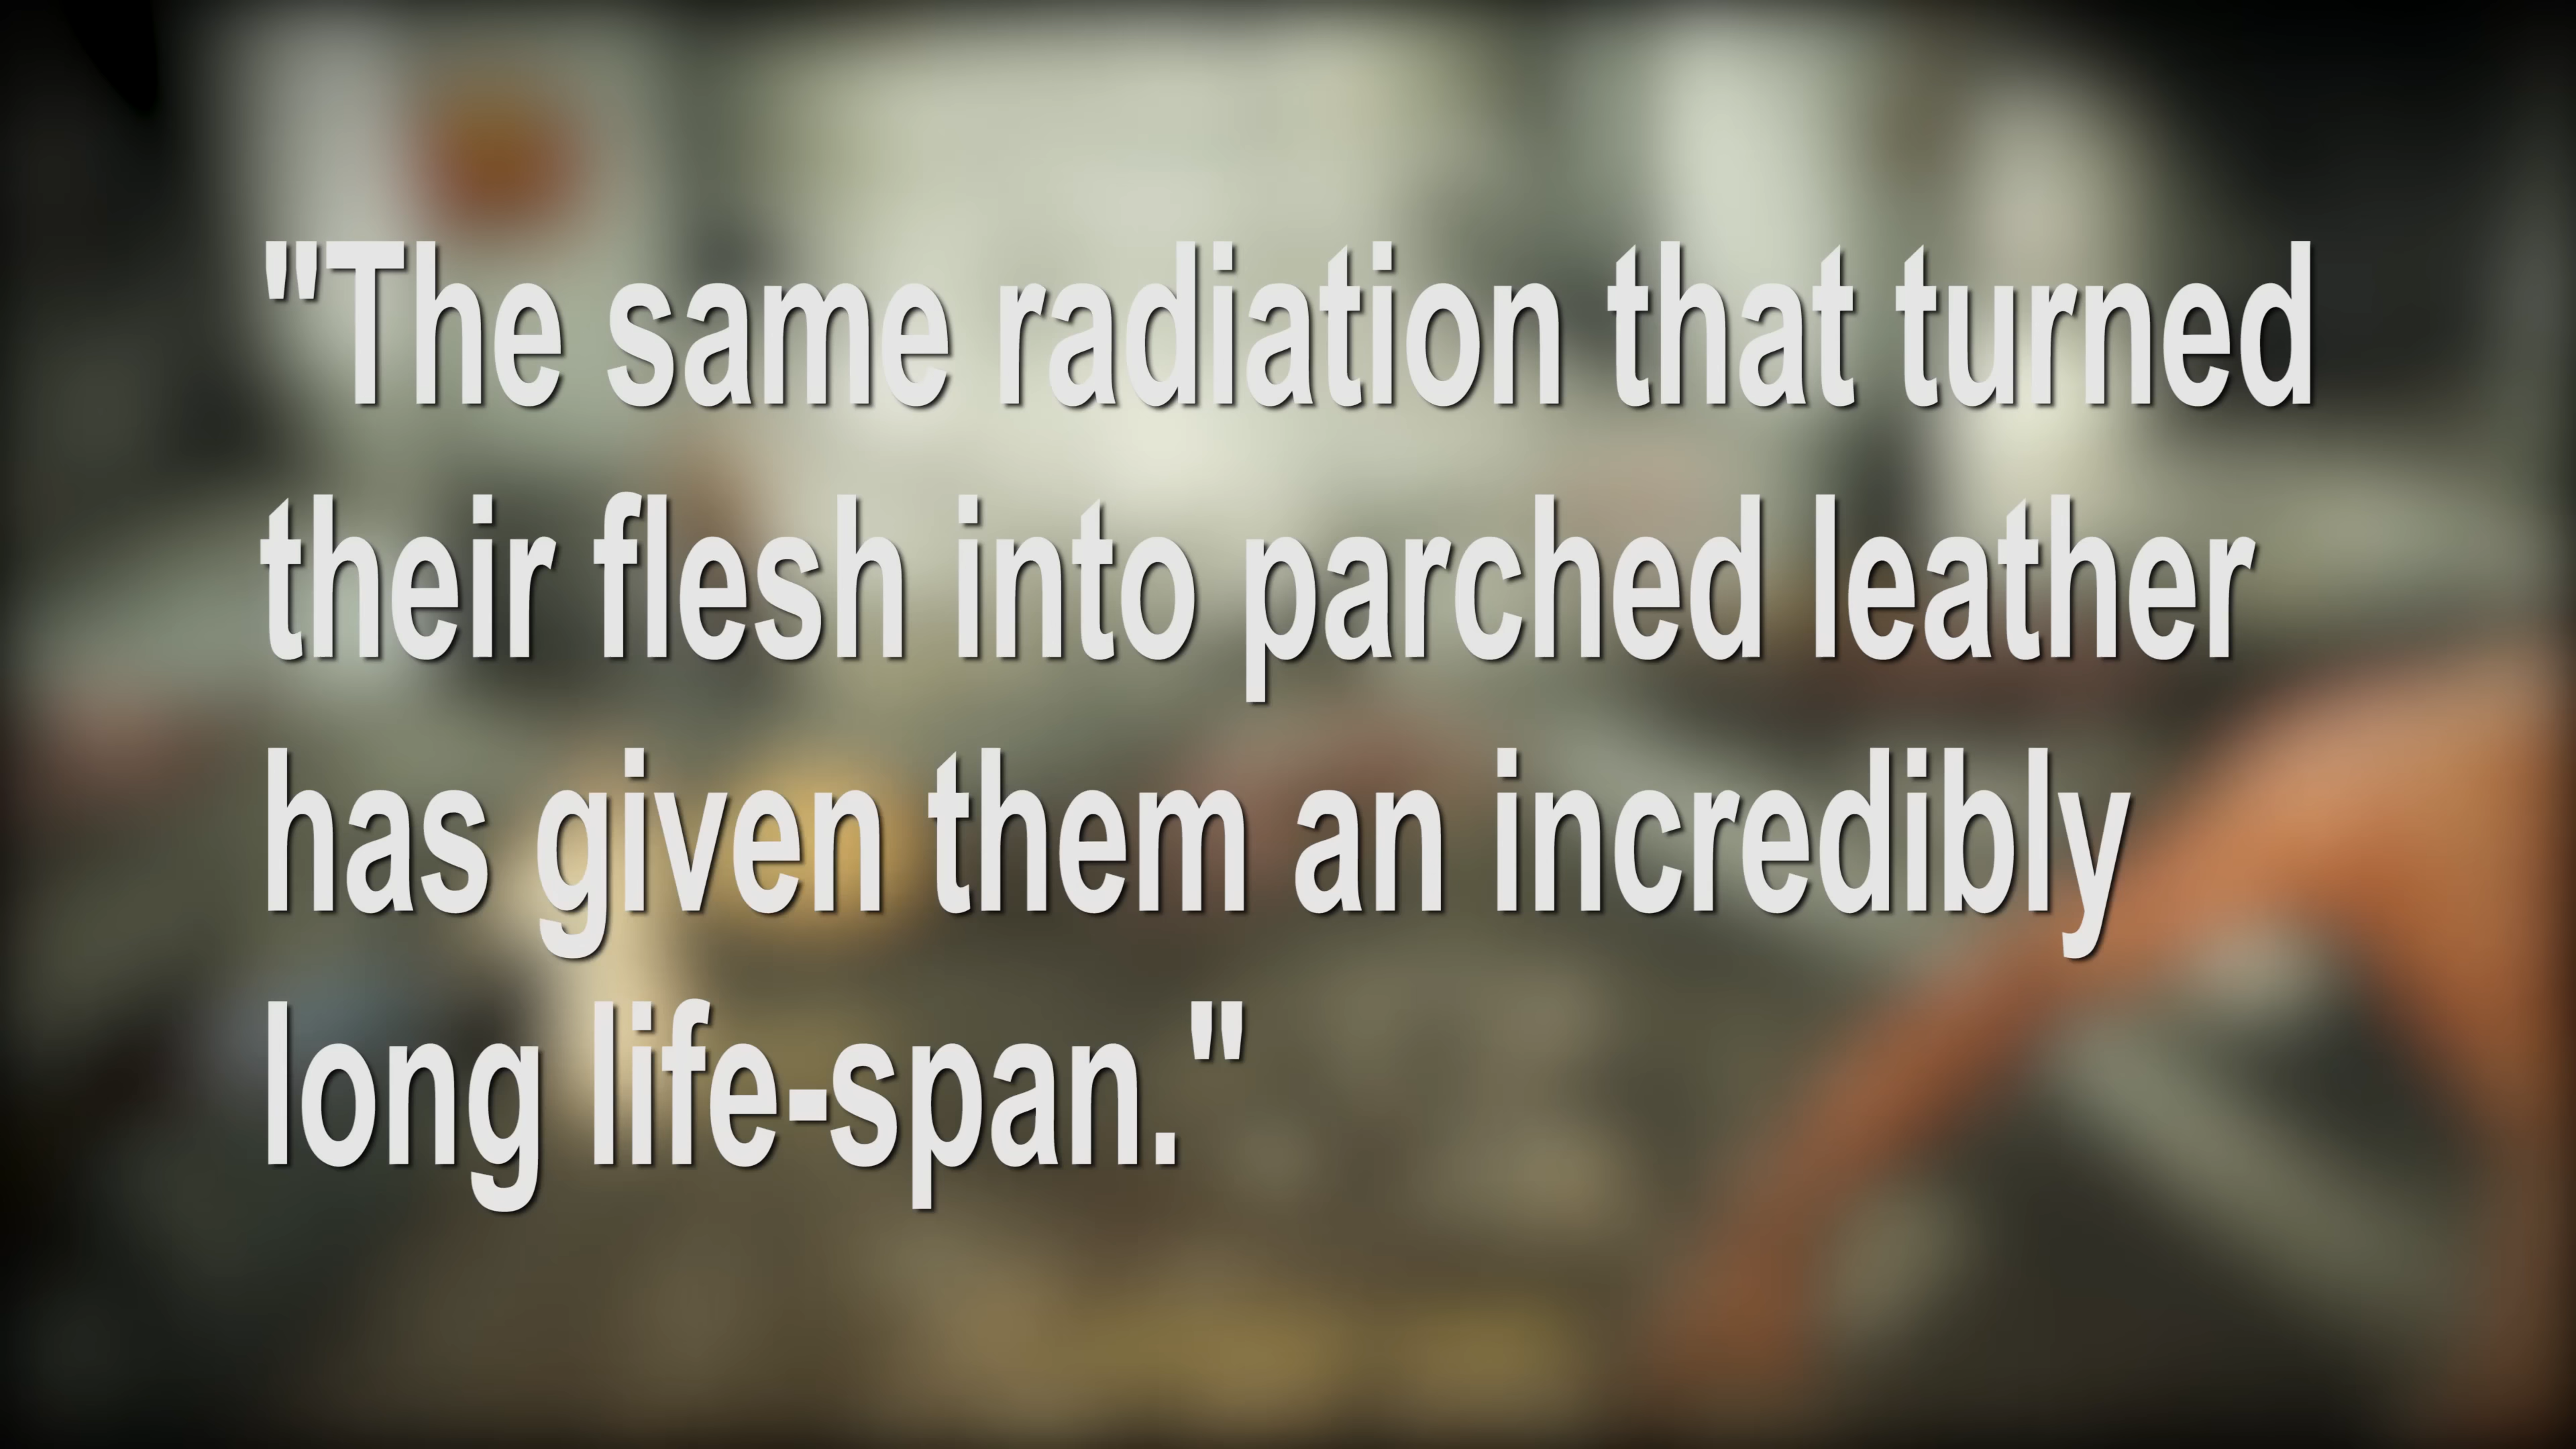 "The same radiation that turned
their flesh into parched leather
has given them an incredibly
long life-span."